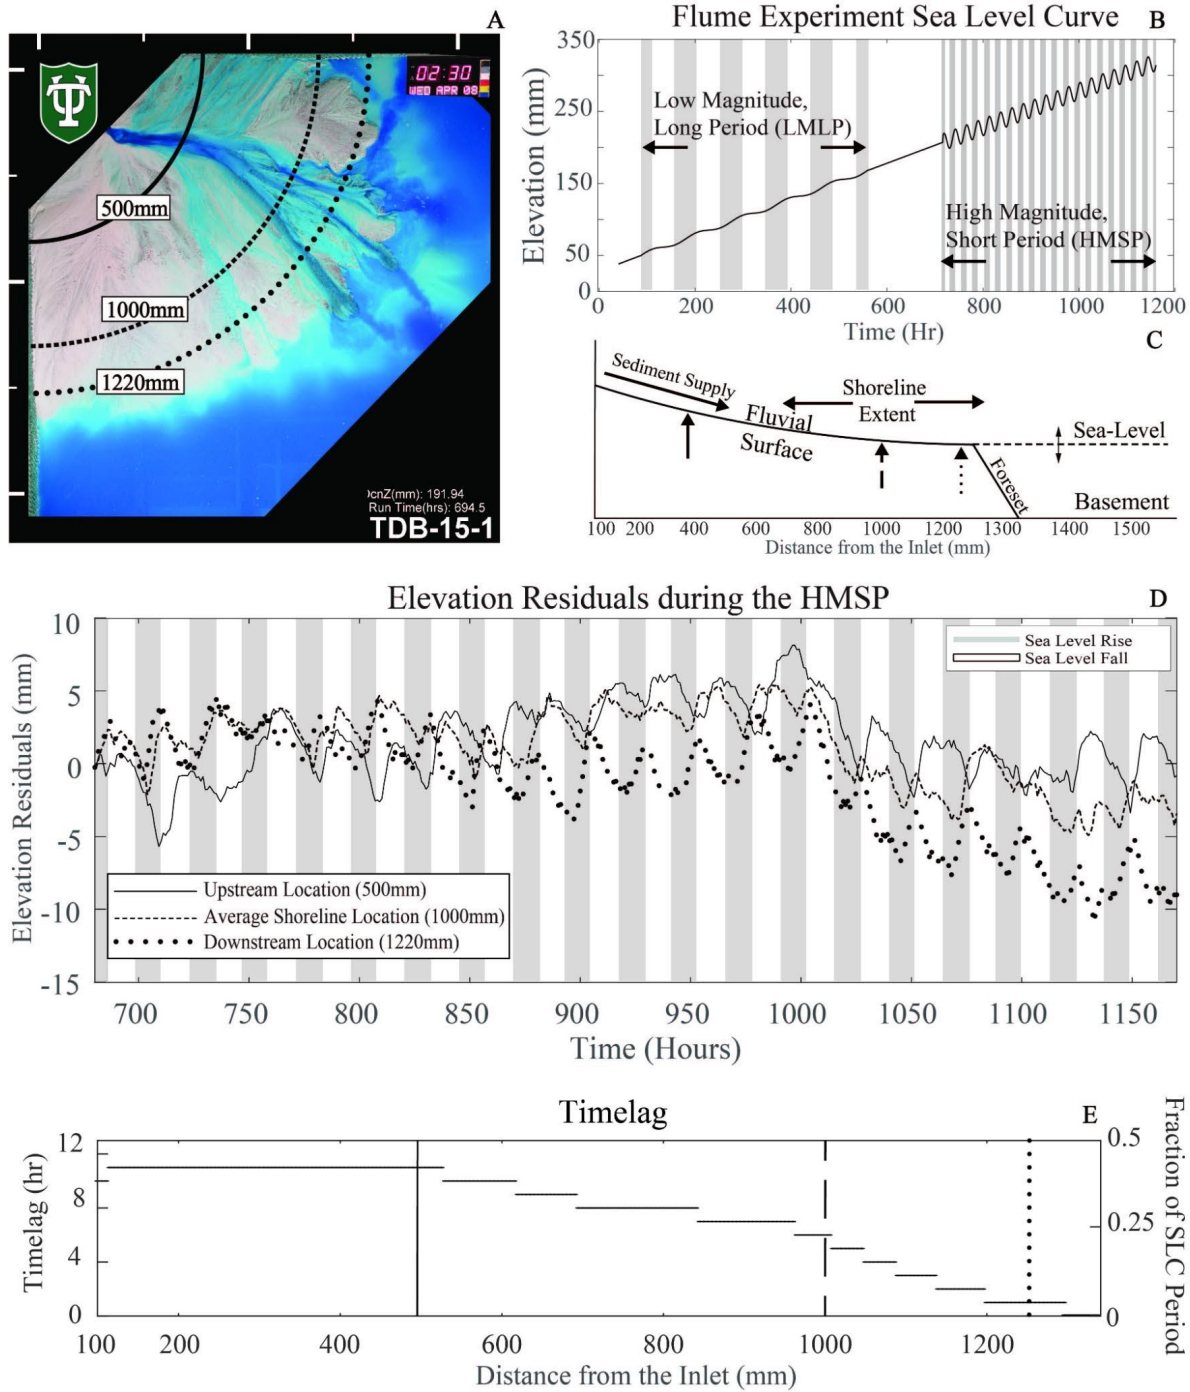 A
02:30
WED APR 08
500mm
1000mm
1220mm
OcnZ(mm): 191.94
Run Time(hrs): 694.5
TDB-15-1
Flume Experiment Sea Level Curve
B
350
250
150
50
0
Elevation (mm)
Low Magnitude,
Long Period (LMLP)
High Magnitude,
Short Period (HMSP)
0 200 400 600 800 1000 1200
Time (Hr)
C
Sediment Supply
Fluvial
Surface
Shoreline
Extent
Sea-Level
Foreset
Basement
100 200 400 600 800 1000 1200 1300 1400 1500
Distance from the Inlet (mm)
Elevation Residuals during the HMSP
D
10
5
0
-5
-10
-15
Elevation Residuals (mm)
Sea Level Rise
Sea Level Fall
Upstream Location (500mm)
Average Shoreline Location (1000mm)
Downstream Location (1220mm)
700 750 800 850 900 950 1000 1050 1100 1150
Time (Hours)
Timelag
E
12
8
4
0
Timelag (hr)
0.5
0.25
0
Fraction of SLC Period
100 200 400 600 800 1000 1200
Distance from the Inlet (mm)